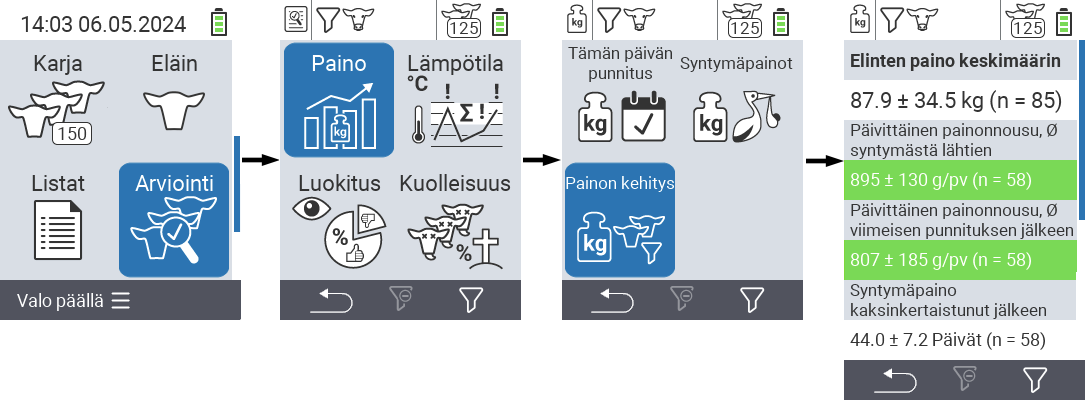 14:03 06.05.2024
Karja
Eläin
150
Listat
Arviointi
Valo päällä
125
Paino
Lämpötila
°C
! !
Σ!
kg
Luokitus
Kuolleisuus
%
%
kg
125
Tämän päivän
punnitus
Syntymäpainot
kg
kg
Painon kehitys
kg
kg
125
Elinten paino keskimäärin
87.9 ± 34.5 kg (n = 85)
Päivittäinen painonnousu, Ø
syntymästä lähtien
895 ± 130 g/pv (n = 58)
Päivittäinen painonnousu, Ø
viimeisen punnituksen jälkeen
807 ± 185 g/pv (n = 58)
Syntymäpaino
kaksinkertaistunut jälkeen
44.0 ± 7.2 Päivät (n = 58)